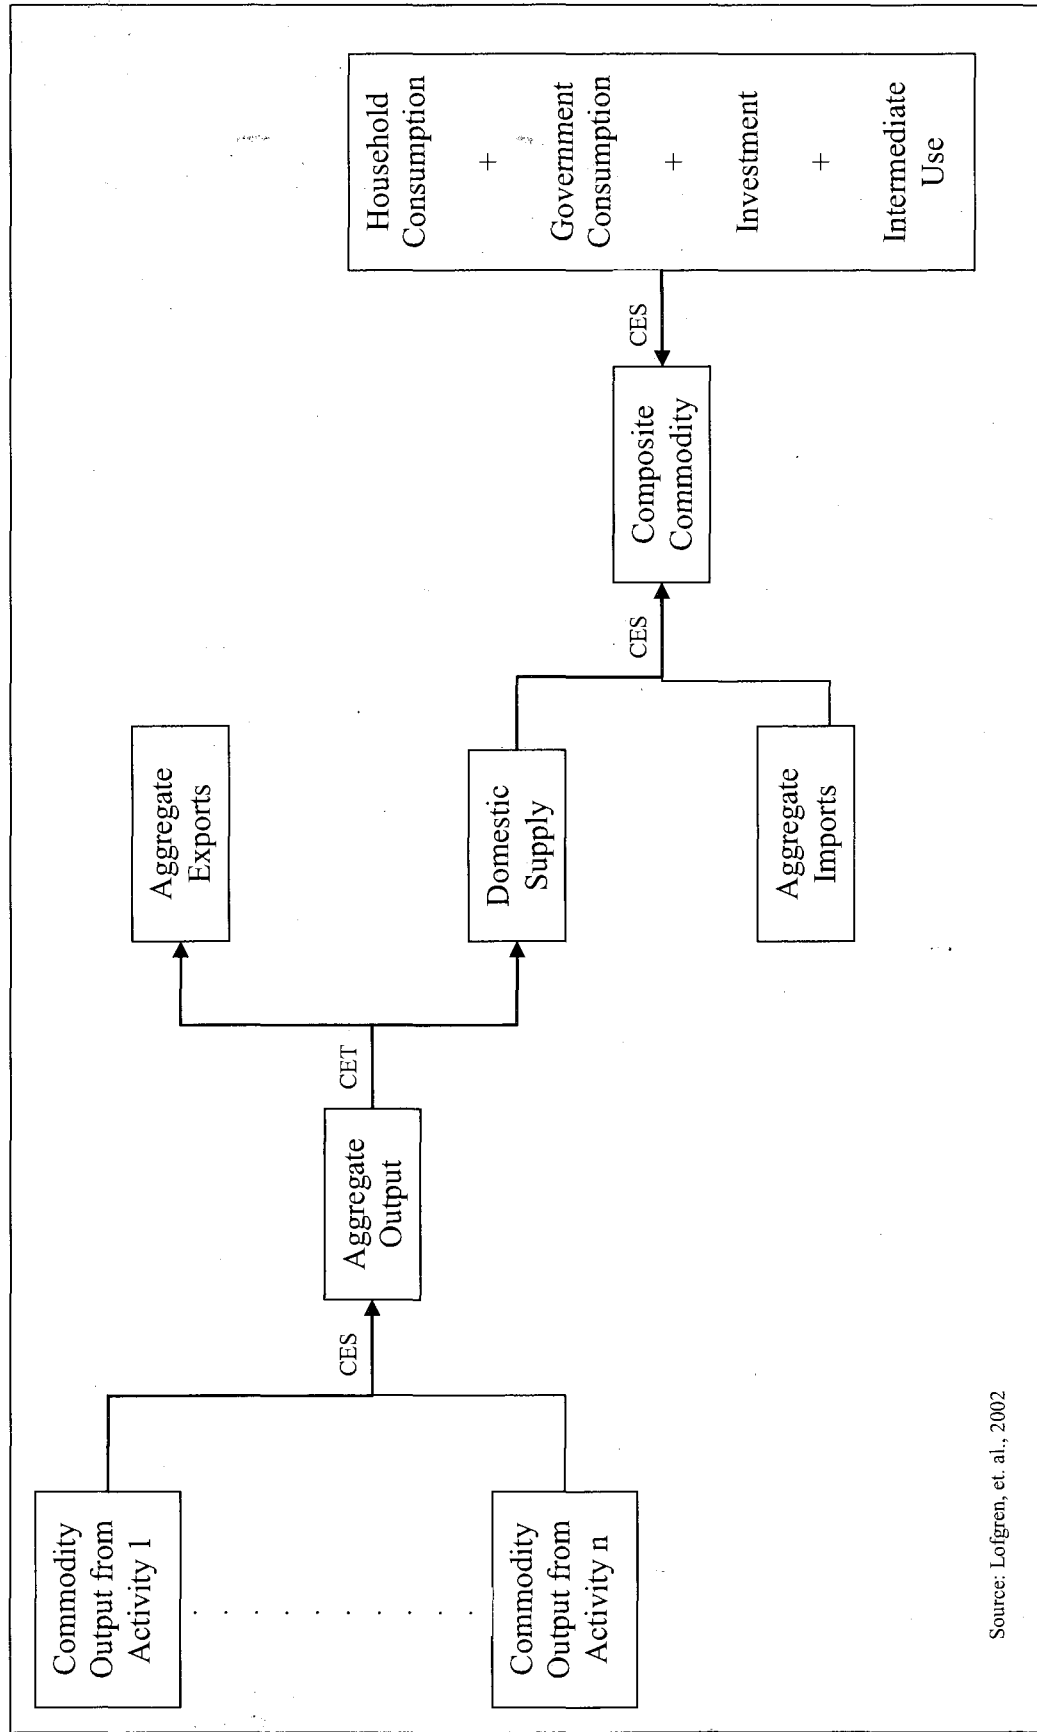 Commodity
Output from
Activity 1
. . . . . . . . . . .
Commodity
Output from
Activity n
CES
Aggregate
Output
CET
Aggregate
Exports
Domestic
Supply
Aggregate
Imports
CES
Composite
Commodity
CES
Household
Consumption
+
Government
Consumption
+
Investment
+
Intermediate
Use
Source: Lofgren, et. al., 2002